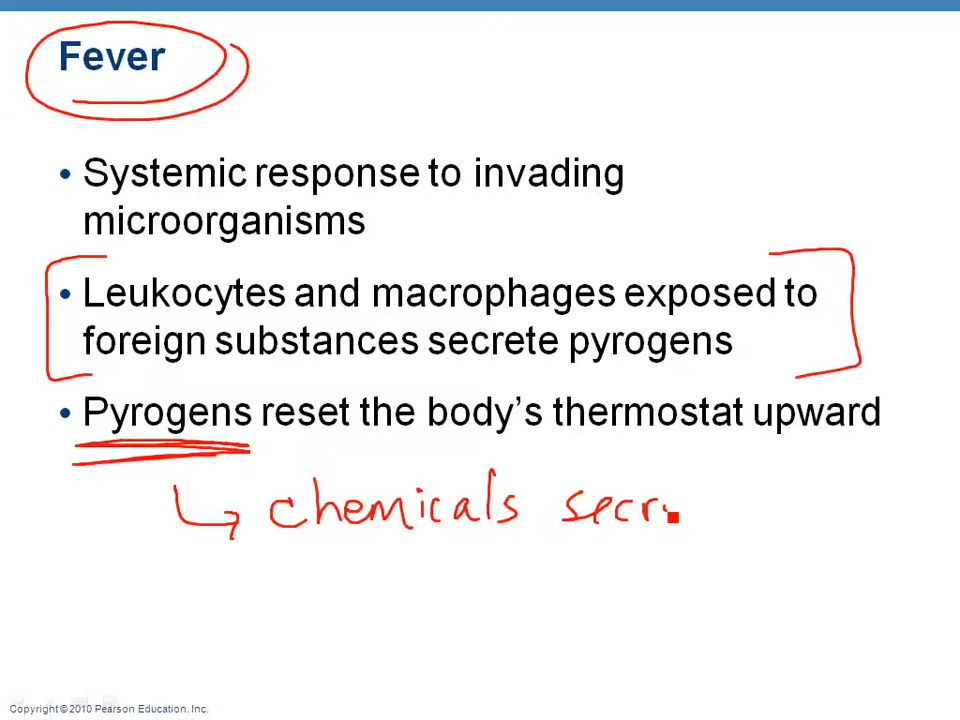 Fever
• Systemic response to invading
microorganisms
• Leukocytes and macrophages exposed to
foreign substances secrete pyrogens
• Pyrogens reset the body's thermostat upward
chemicals secr
Copyright © 2010 Pearson Education, Inc.